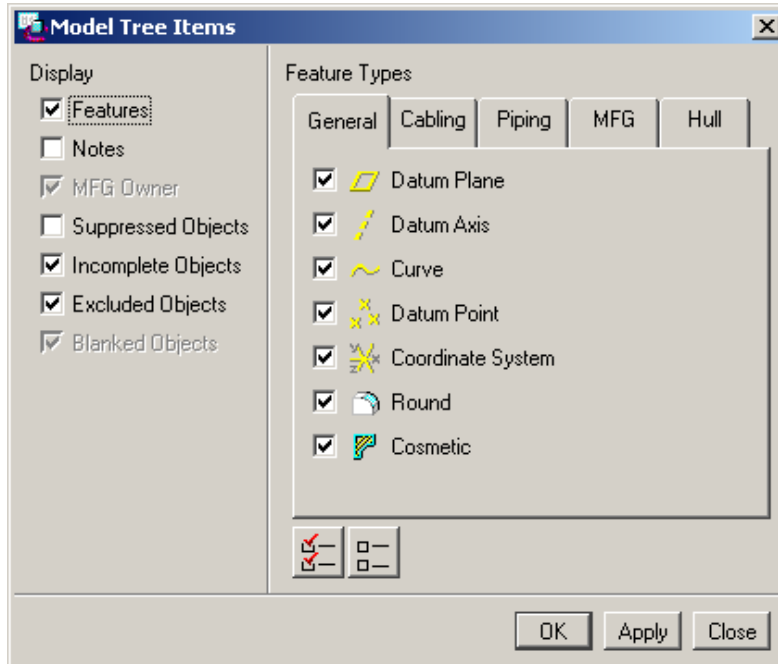 Model Tree Items
Display
Features
Notes
MFG Owner
Suppressed Objects
Incomplete Objects
Excluded Objects
Blanked Objects
Feature Types
General Cabling Piping MFG Hull
Datum Plane
Datum Axis
Curve
Datum Point
Coordinate System
Round
Cosmetic
OK Apply Close